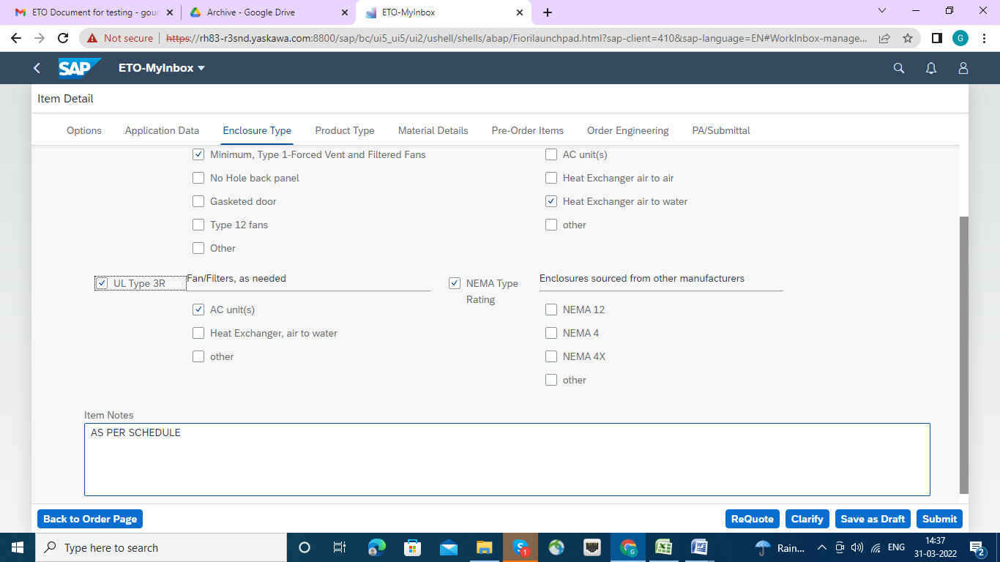 ETO Document for testing - gour
Archive - Google Drive
ETO-MyInbox
Not secure
https://rh83-r3snd.yaskawa.com:8800/sap/bc/ui5_ui5/ui2/ushell/shells/abap/Fiorilaunchpad.html?sap-client=410&sap-language=EN#WorkInbox-manage...
G
SAP
ETO-MyInbox
Item Detail
Options
Application Data
Enclosure Type
Product Type
Material Details
Pre-Order Items
Order Engineering
PA/Submittal
Minimum, Type 1-Forced Vent and Filtered Fans
AC unit(s)
No Hole back panel
Heat Exchanger air to air
Gasketed door
Heat Exchanger air to water
Type 12 fans
other
Other
UL Type 3R
Fan/Filters, as needed
NEMA Type
Rating
Enclosures sourced from other manufacturers
AC unit(s)
NEMA 12
Heat Exchanger, air to water
NEMA 4
other
NEMA 4X
other
Item Notes
AS PER SCHEDULE
Back to Order Page
ReQuote
Clarify
Save as Draft
Submit
Type here to search
1
G
Rain...
ENG
14:37
31-03-2022
2